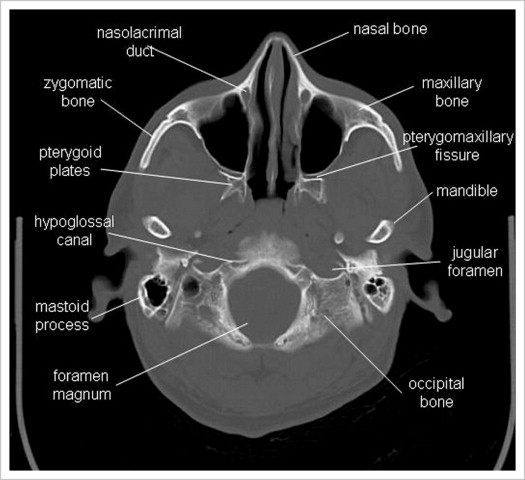 nasolacrimal
duct
nasal bone
zygomatic
bone
maxillary
bone
pterygoid
plates
pterygomaxillary
fissure
mandible
hypoglossal
canal
jugular
foramen
mastoid
process
foramen
magnum
occipital
bone